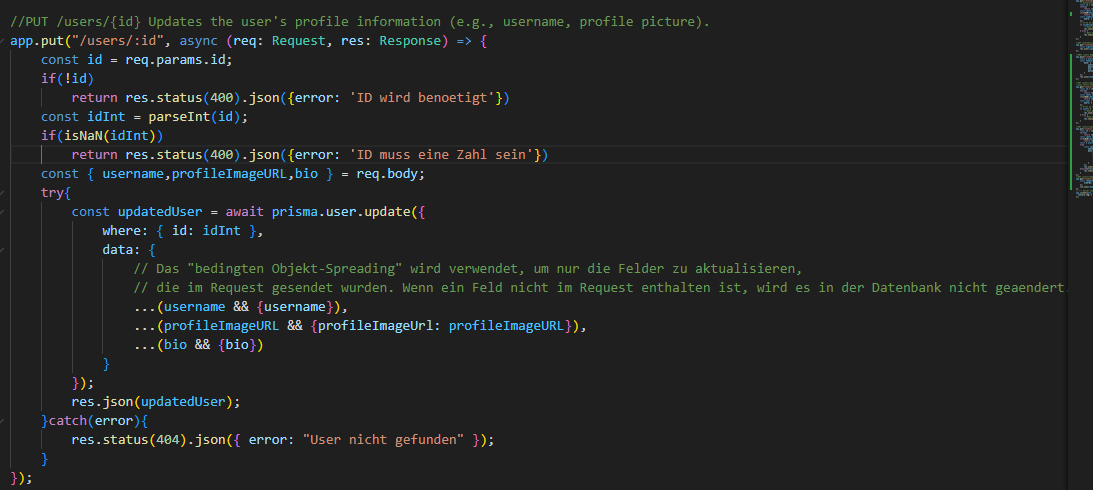 //PUT /users/{id} Updates the user's profile information (e.g., username, profile picture).
app.put("/users/:id", async (req: Request, res: Response) => {
    const id = req.params.id;
    if(!id)
        return res.status(400).json({error: 'ID wird benoetigt'})
    const idInt = parseInt(id);
    if(isNaN(idInt))
        return res.status(400).json({error: 'ID muss eine Zahl sein'})
    const { username,profileImageURL,bio } = req.body;
    try{
        const updatedUser = await prisma.user.update({
            where: { id: idInt },
            data: {
                // Das "bedingten Objekt-Spreading" wird verwendet, um nur die Felder zu aktualisieren,
                // die im Request gesendet wurden. Wenn ein Feld nicht im Request enthalten ist, wird es in der Datenbank nicht geaendert.
                ...(username && {username}),
                ...(profileImageURL && {profileImageUrl: profileImageURL}),
                ...(bio && {bio})
            }
        });
        res.json(updatedUser);
    }catch(error){
        res.status(404).json({ error: "User nicht gefunden" });
    }
});